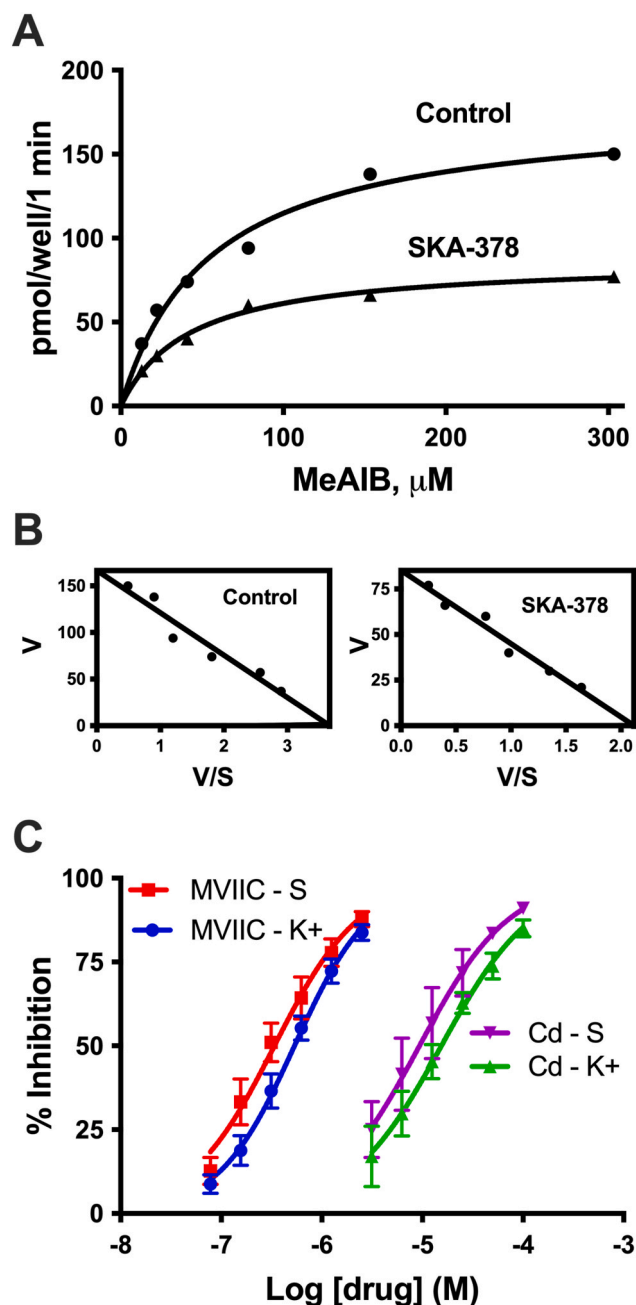 A
200
150
100
50
0
pmol/well/1 min
Control
SKA-378
0
100
200
300
MeAIB, μM
B
150
100
50
0
V
Control
0
1
2
3
V/S
75
50
25
0
V
SKA-378
0.0
0.5
1.0
1.5
2.0
V/S
C
100
75
50
25
0
% Inhibition
MVIIC - S
MVIIC - K+
Cd - S
Cd - K+
-8
-7
-6
-5
-4
-3
Log [drug] (M)